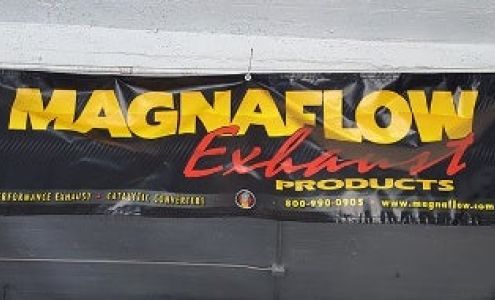 MAGNAFLOW
Exhaust
PRODUCTS
PERFORMANCE EXHAUST • CATALYTIC CONVERTERS 800-990-0905 www.magnaflow.com